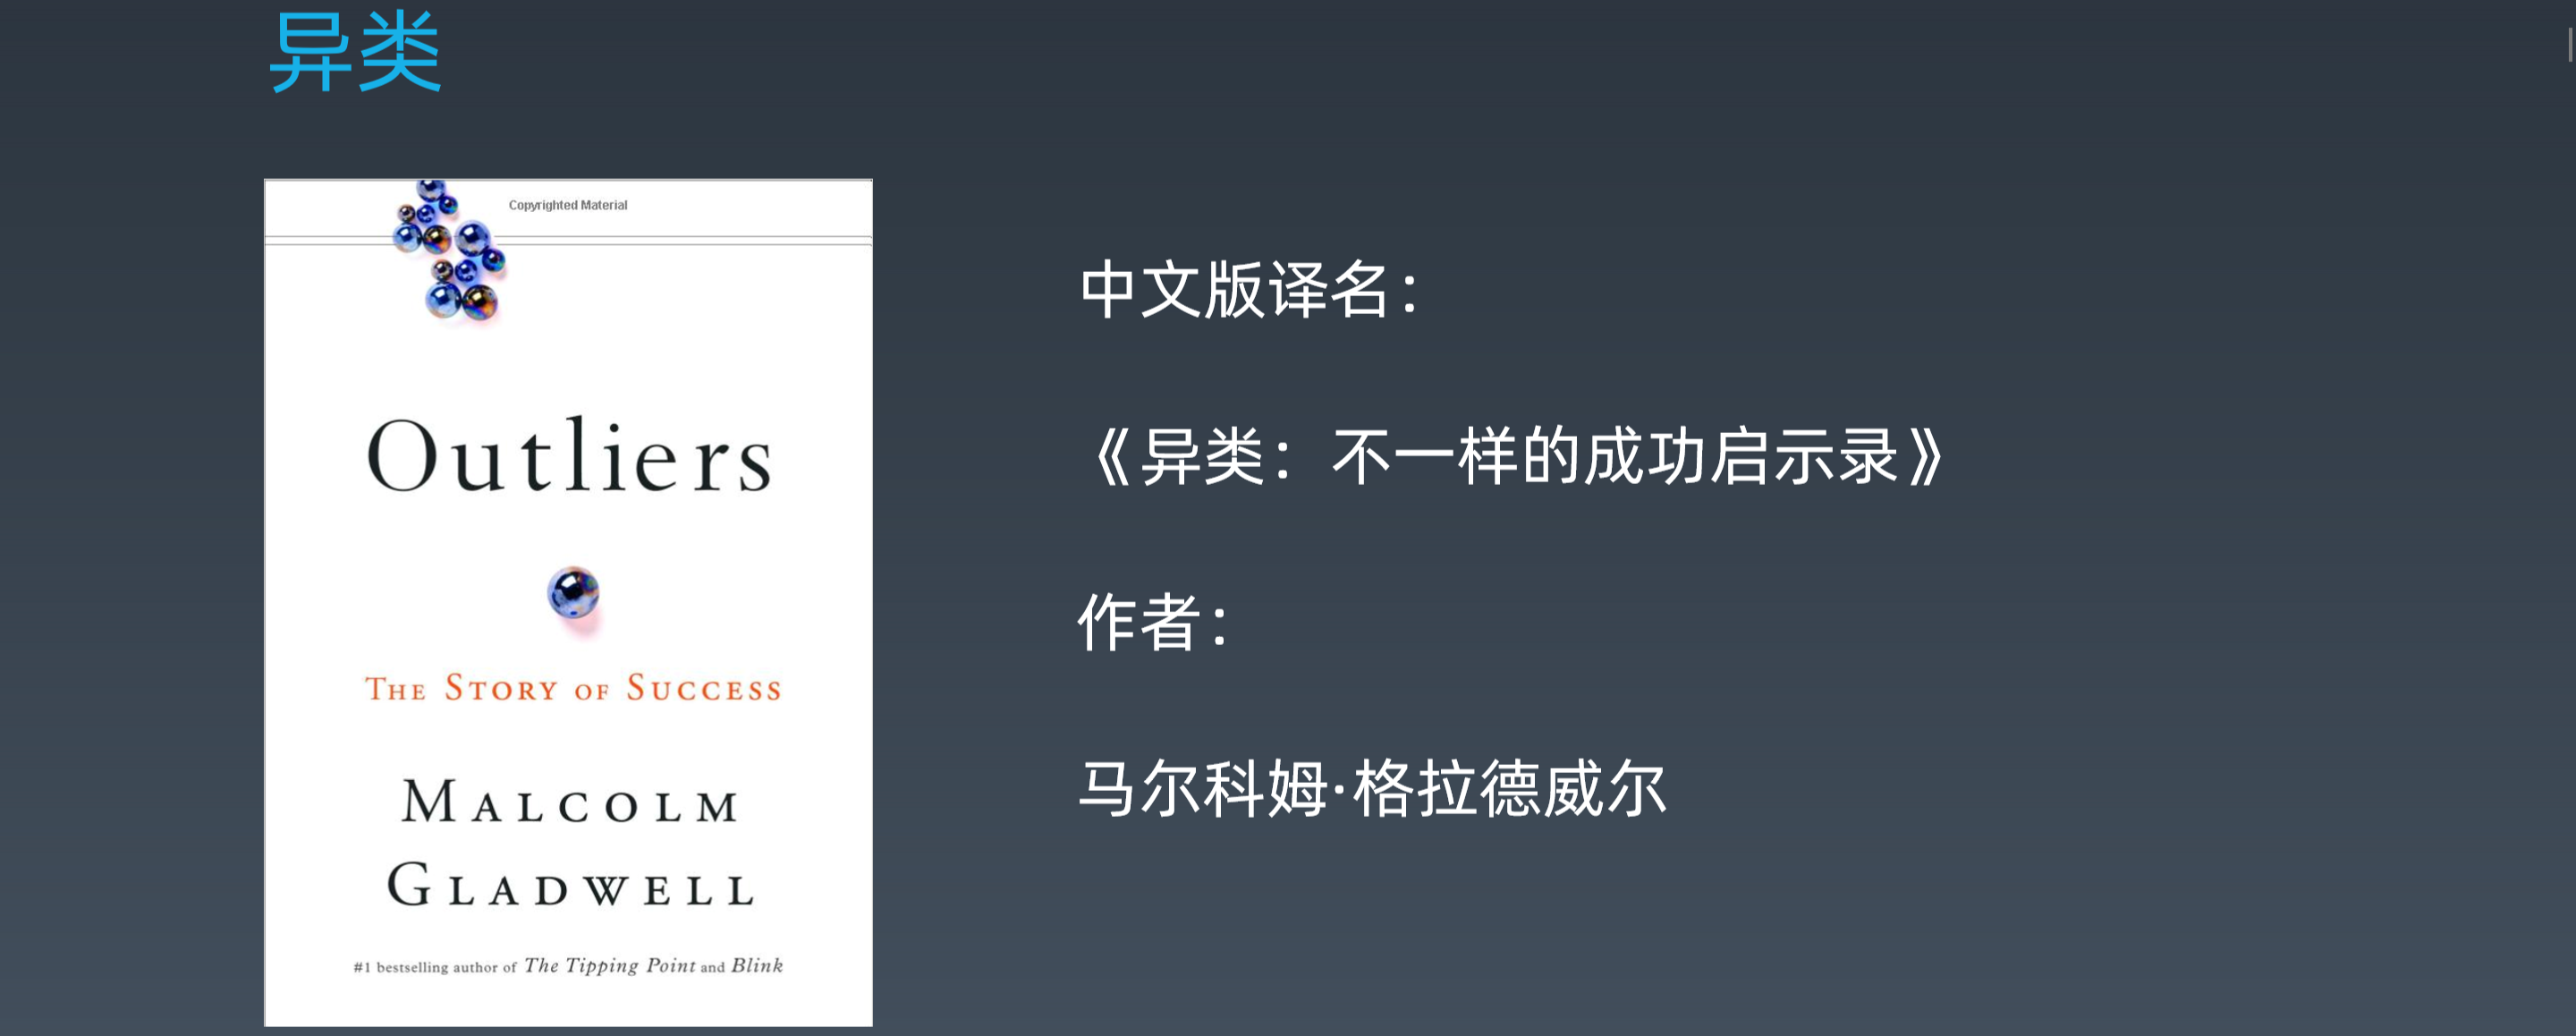 异类
Copyrighted Material
Outliers
The Story of Success
Malcolm
Gladwell
#1 bestselling author of The Tipping Point and Blink
中文版译名：
《异类：不一样的成功启示录》
作者：
马尔科姆·格拉德威尔